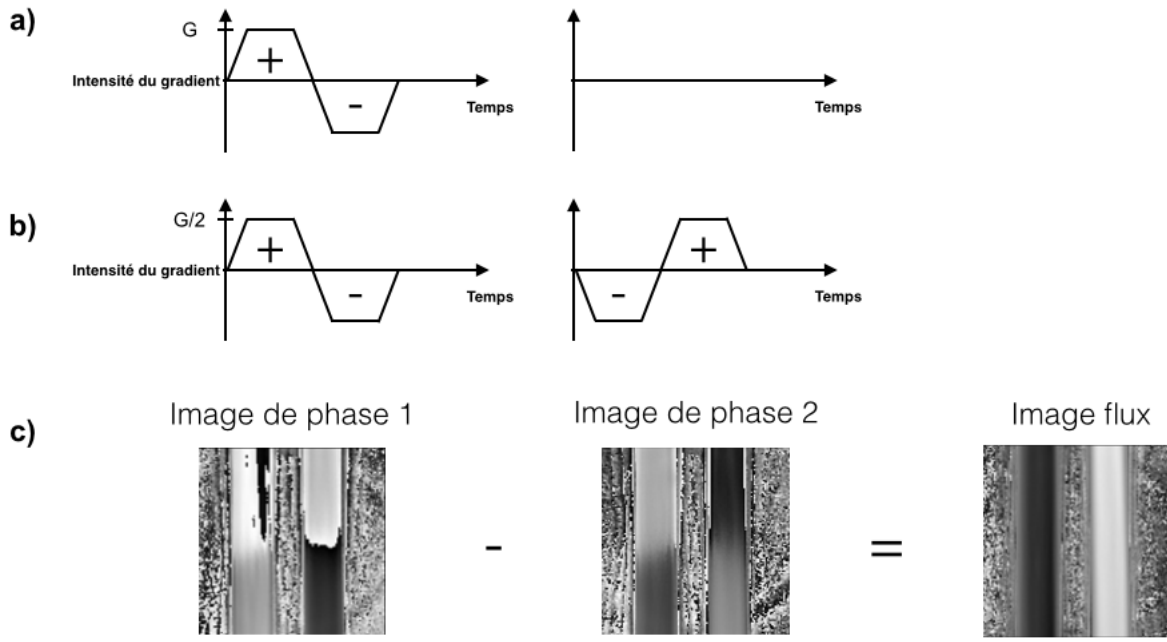 a)
G
+
Intensité du gradient
-
Temps
Temps
b)
G/2
+
+
Intensité du gradient
-
-
Temps
Temps
c)
Image de phase 1
Image de phase 2
Image flux
-
=